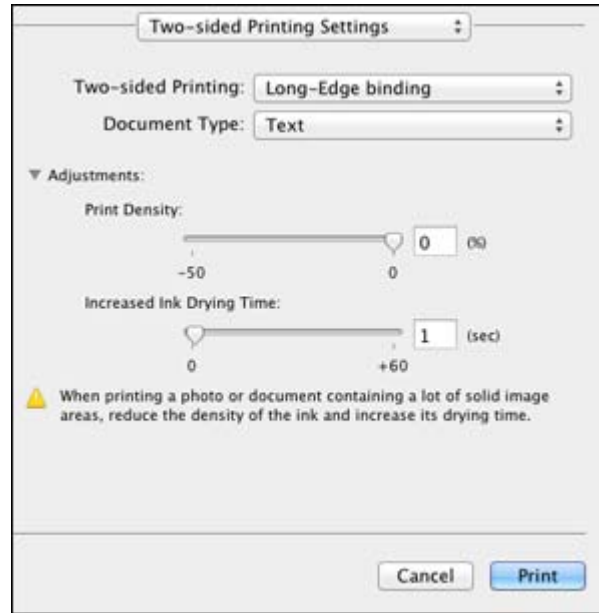 Two-sided Printing Settings
Two-sided Printing: Long-Edge binding
Document Type: Text
Adjustments:
Print Density:
0 (%)
-50 0
Increased Ink Drying Time:
1 (sec)
0 +60
When printing a photo or document containing a lot of solid image
areas, reduce the density of the ink and increase its drying time.
Cancel Print